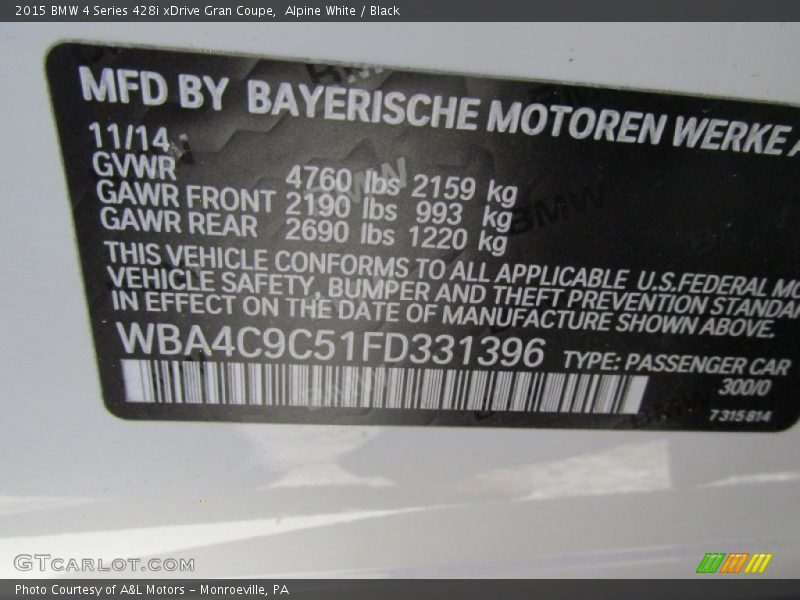 2015 BMW 4 Series 428i xDrive Gran Coupe,  Alpine White / Black
MFD BY BAYERISCHE MOTOREN WERKE A
11/14
GVWR 4760 lbs 2159 kg
GAWR FRONT 2190 lbs 993 kg
GAWR REAR 2690 lbs 1220 kg
THIS VEHICLE CONFORMS TO ALL APPLICABLE U.S.FEDERAL MO
VEHICLE SAFETY, BUMPER AND THEFT PREVENTION STANDAR
IN EFFECT ON THE DATE OF MANUFACTURE SHOWN ABOVE.
WBA4C9C51FD331396 TYPE: PASSENGER CAR
300/0
7 315 814
GTCARLOT.COM
Photo Courtesy of A&L Motors – Monroeville, PA